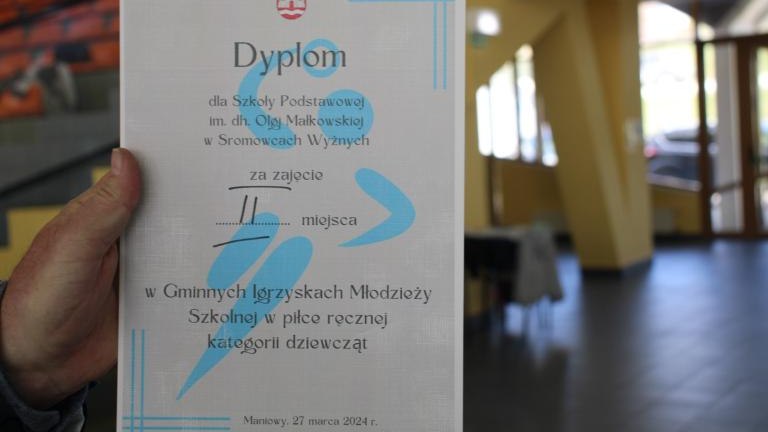 Dyplom
dla Szkoły Podstawowej
im. dh. Olgi Małkowskiej
w Sromowcach Wyżnych
za zajęcie
II miejsca
w Gminnych Igrzyskach Młodzieży
Szkolnej w piłce ręcznej
kategorii dziewcząt
Maniowy, 27 marca 2024 r.